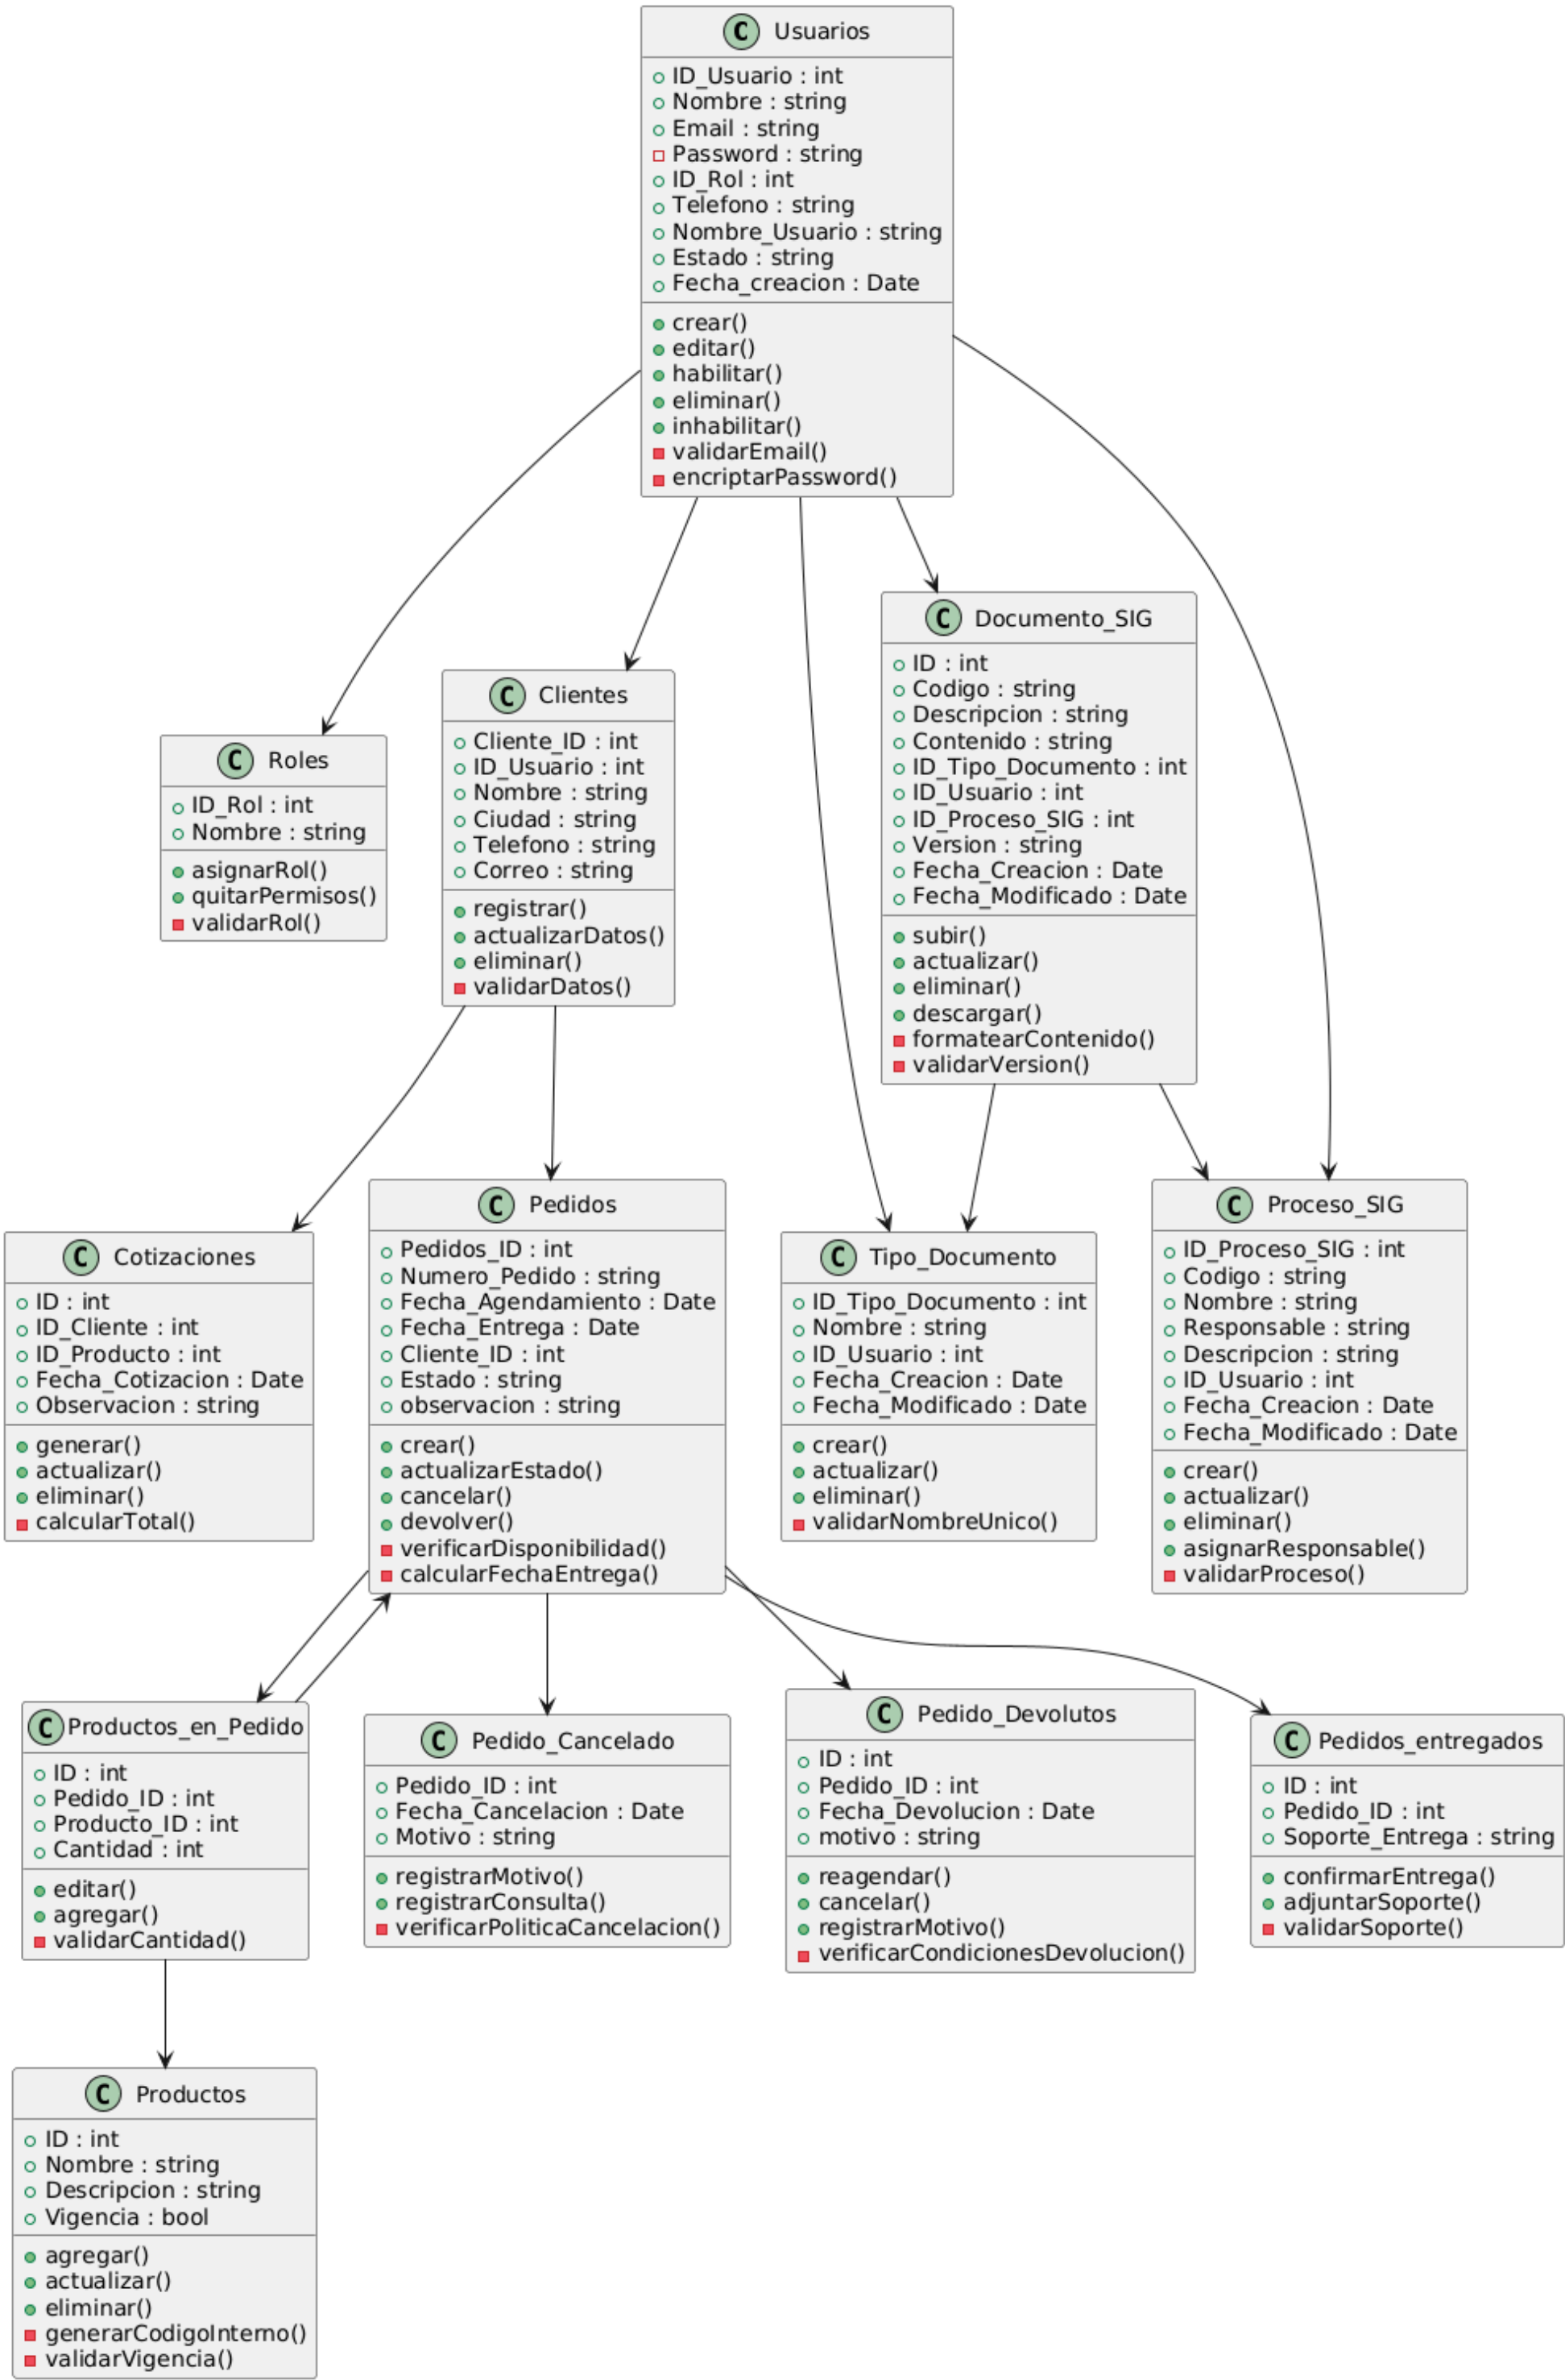 C Usuarios
ID_Usuario : int
Nombre : string
Email : string
Password : string
ID_Rol : int
Telefono : string
Nombre_Usuario : string
Estado : string
Fecha_creacion : Date
crear()
editar()
habilitar()
eliminar()
inhabilitar()
validarEmail()
encriptarPassword()
C Documento_SIG
ID : int
Codigo : string
Descripcion : string
Contenido : string
ID_Tipo_Documento : int
ID_Usuario : int
ID_Proceso_SIG : int
Version : string
Fecha_Creacion : Date
Fecha_Modificado : Date
subir()
actualizar()
eliminar()
descargar()
formatearContenido()
validarVersion()
C Clientes
Cliente_ID : int
ID_Usuario : int
Nombre : string
Ciudad : string
Telefono : string
Correo : string
registrar()
actualizarDatos()
eliminar()
validarDatos()
C Roles
ID_Rol : int
Nombre : string
asignarRol()
quitarPermisos()
validarRol()
C Cotizaciones
ID : int
ID_Cliente : int
ID_Producto : int
Fecha_Cotizacion : Date
Observacion : string
generar()
actualizar()
eliminar()
calcularTotal()
C Pedidos
Pedidos_ID : int
Numero_Pedido : string
Fecha_Agendamiento : Date
Fecha_Entrega : Date
Cliente_ID : int
Estado : string
observacion : string
crear()
actualizarEstado()
cancelar()
devolver()
verificarDisponibilidad()
calcularFechaEntrega()
C Tipo_Documento
ID_Tipo_Documento : int
Nombre : string
ID_Usuario : int
Fecha_Creacion : Date
Fecha_Modificado : Date
crear()
actualizar()
eliminar()
validarNombreUnico()
C Proceso_SIG
ID_Proceso_SIG : int
Codigo : string
Nombre : string
Responsable : string
Descripcion : string
ID_Usuario : int
Fecha_Creacion : Date
Fecha_Modificado : Date
crear()
actualizar()
eliminar()
asignarResponsable()
validarProceso()
C Productos_en_Pedido
ID : int
Pedido_ID : int
Producto_ID : int
Cantidad : int
editar()
agregar()
validarCantidad()
C Pedido_Cancelado
Pedido_ID : int
Fecha_Cancelacion : Date
Motivo : string
registrarMotivo()
registrarConsulta()
verificarPoliticaCancelacion()
C Pedido_Devolutos
ID : int
Pedido_ID : int
Fecha_Devolucion : Date
motivo : string
reagendar()
cancelar()
registrarMotivo()
verificarCondicionesDevolucion()
C Pedidos_entregados
ID : int
Pedido_ID : int
Soporte_Entrega : string
confirmarEntrega()
adjuntarSoporte()
validarSoporte()
C Productos
ID : int
Nombre : string
Descripcion : string
Vigencia : bool
agregar()
actualizar()
eliminar()
generarCodigoInterno()
validarVigencia()